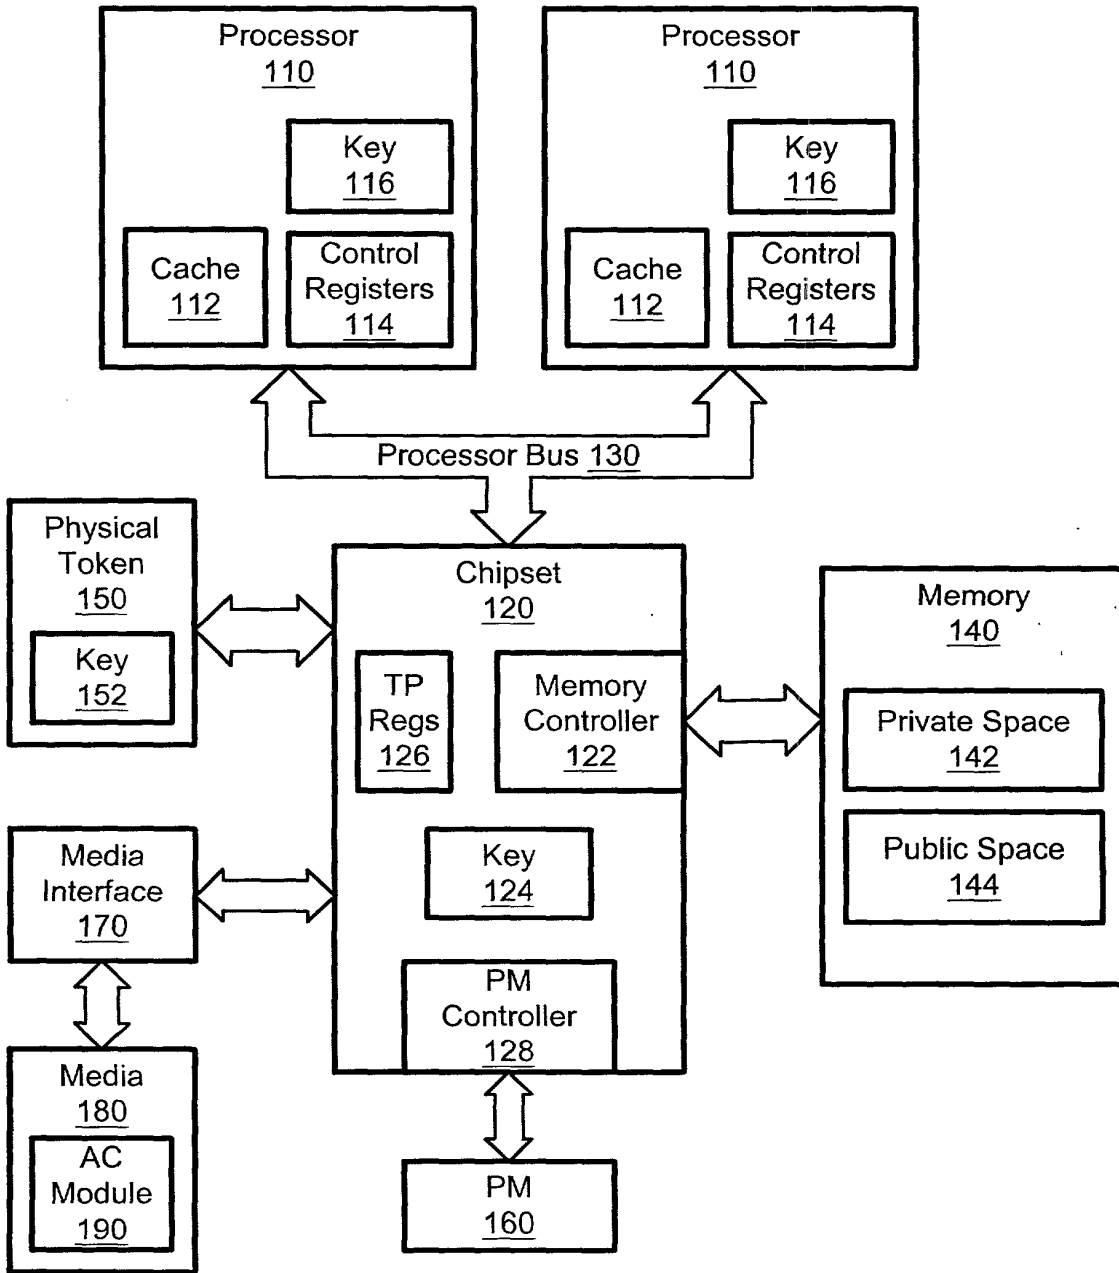 Processor
110
Key
116
Cache
112
Control
Registers
114
Processor
110
Key
116
Cache
112
Control
Registers
114
Processor Bus 130
Physical
Token
150
Key
152
Chipset
120
TP
Regs
126
Memory
Controller
122
Key
124
PM
Controller
128
Memory
140
Private Space
142
Public Space
144
Media
Interface
170
Media
180
AC
Module
190
PM
160